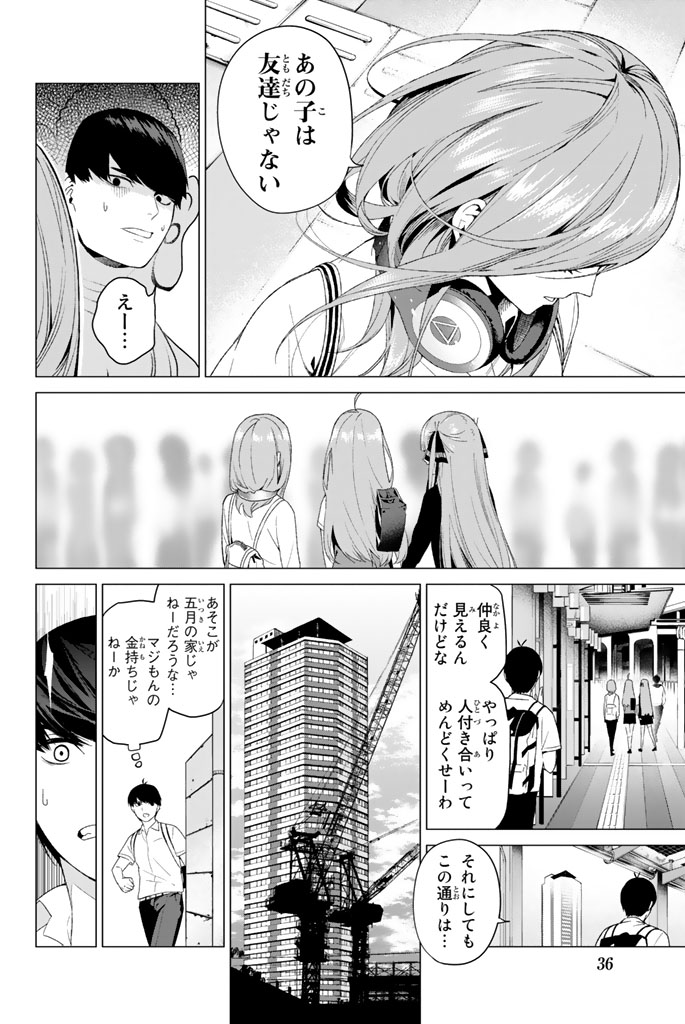 あの子は
友達じゃない
えー…
仲良く
見えるん
だけどな
やっぱり
人付き合いって
めんどくせーわ
それにしても
この通りは…
あそこが
五月の家じゃ
ねーだろうな…
マジもんの
金持ちじゃ
ねーか
36